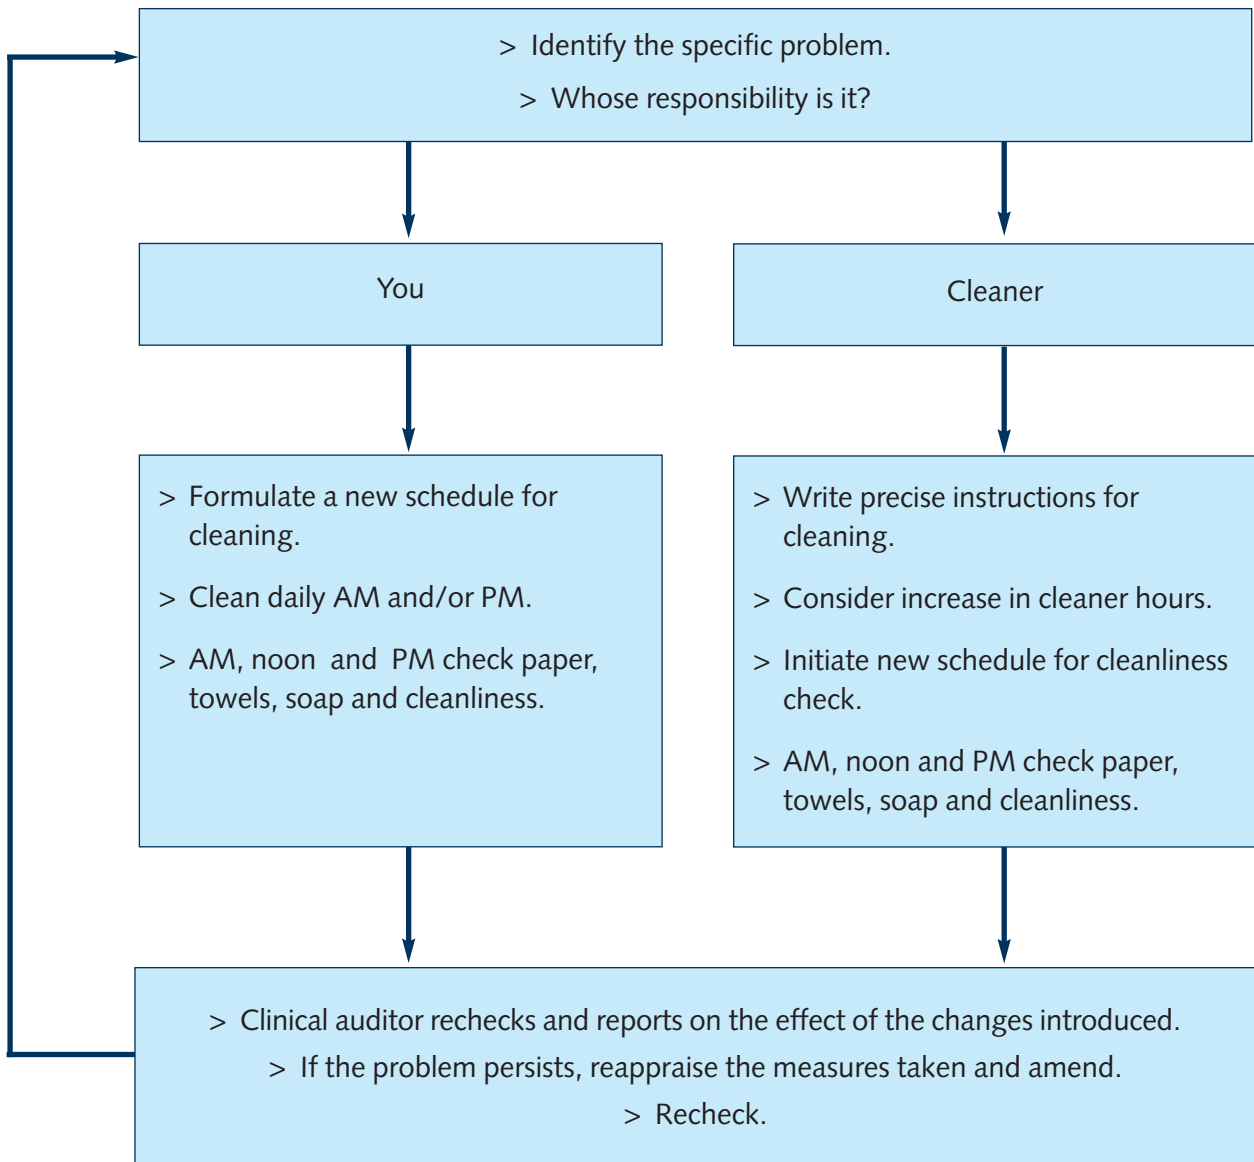 > Identify the specific problem.
> Whose responsibility is it?
You
Cleaner
> Formulate a new schedule for
cleaning.
> Clean daily AM and/or PM.
> AM, noon and PM check paper,
towels, soap and cleanliness.
> Write precise instructions for
cleaning.
> Consider increase in cleaner hours.
> Initiate new schedule for cleanliness
check.
> AM, noon and PM check paper,
towels, soap and cleanliness.
> Clinical auditor rechecks and reports on the effect of the changes introduced.
> If the problem persists, reappraise the measures taken and amend.
> Recheck.